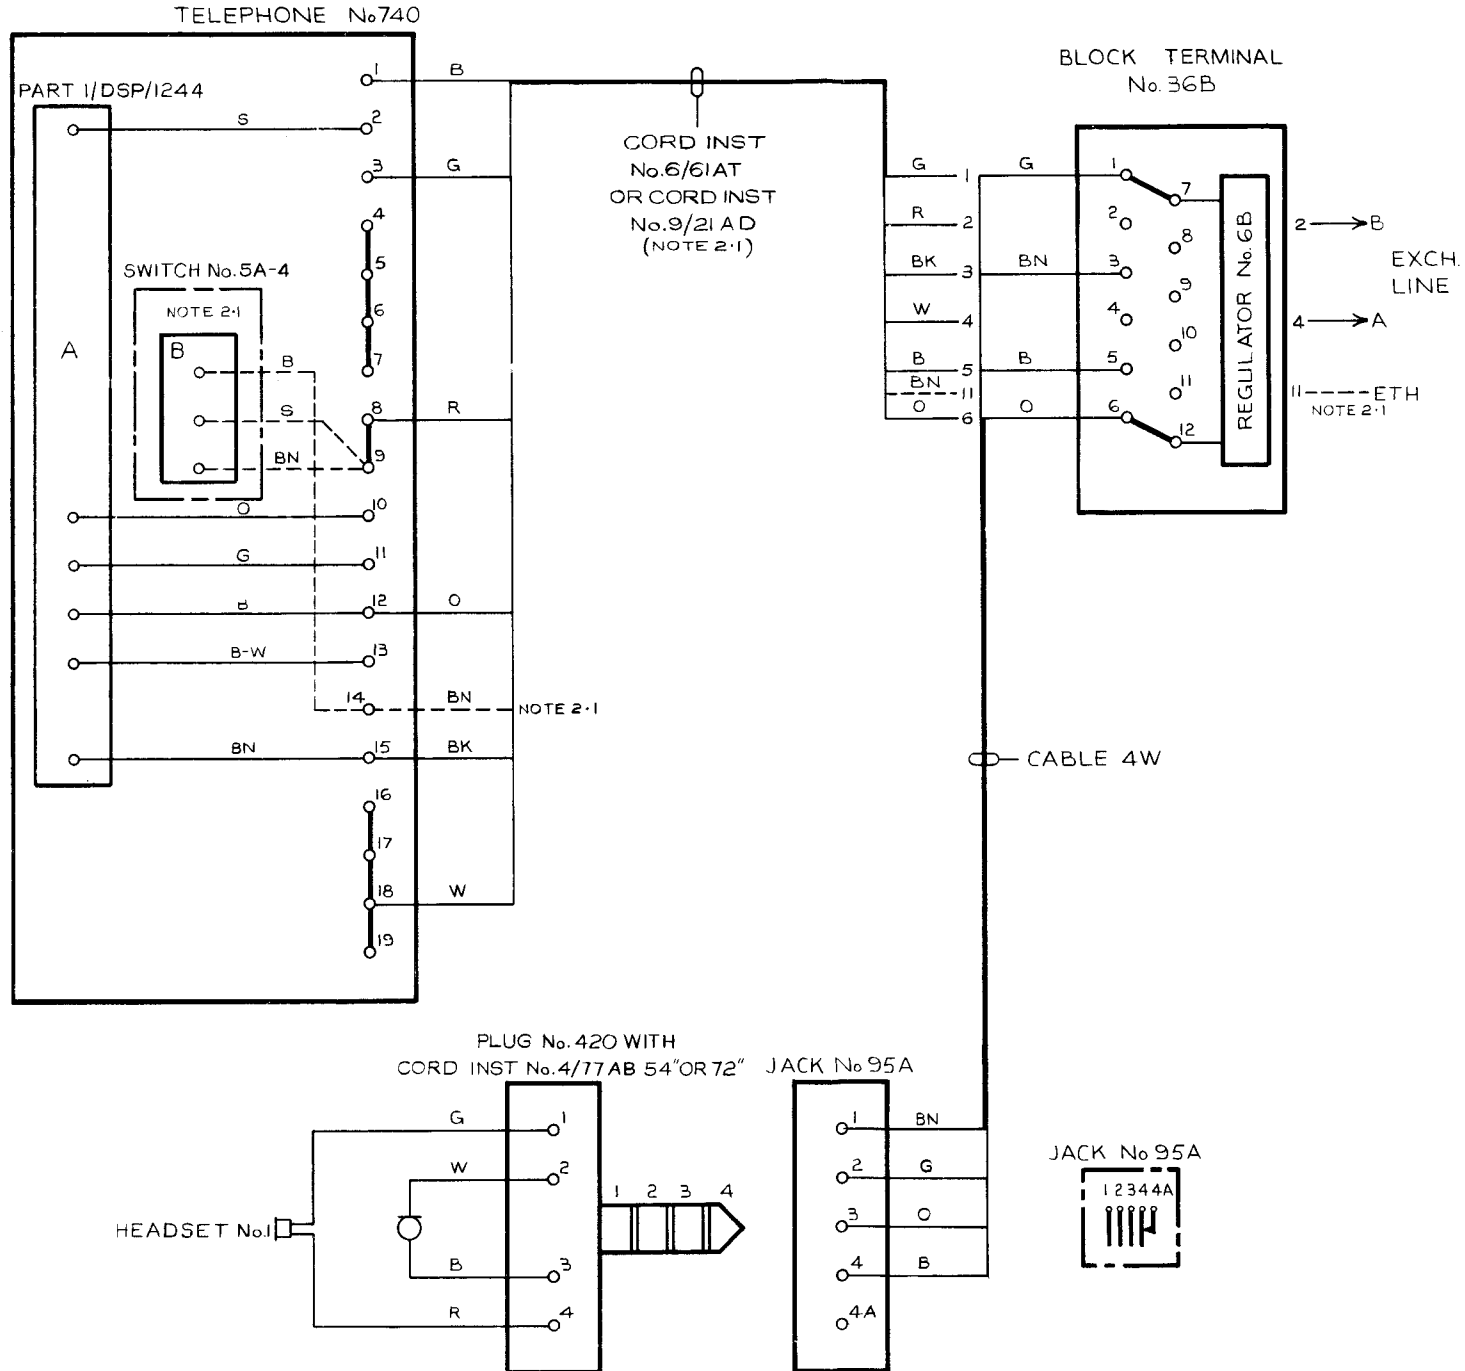 TELEPHONE No740
PART 1/DSP/1244
A
S
SWITCH No.5A-4
NOTE 2·1
B
B
S
BN
O
G
B
B-W
BN
1
2
3
4
5
6
7
8
9
10
11
12
13
14
15
16
17
18
19
B
G
R
O
BN
NOTE 2·1
BK
W
CORD INST
No.6/61AT
OR CORD INST
No.9/21AD
(NOTE 2·1)
BLOCK TERMINAL
No.36B
G 1 G
R 2
BK 3 BN
W 4
B 5 B
BN 11
O 6 O
1
2
3
4
5
6
7
8
9
10
11
12
REGULATOR No.6B
2 B
EXCH.
LINE
4 A
11 ETH
NOTE 2·1
CABLE 4W
PLUG No.420 WITH
CORD INST No.4/77AB 54"OR 72"
HEADSET No.1
G 1
W 2
B 3
R 4
1 2 3 4
JACK No 95A
1 BN
2 G
3 O
4 B
4A
JACK No 95A
1 2 3 4 4A